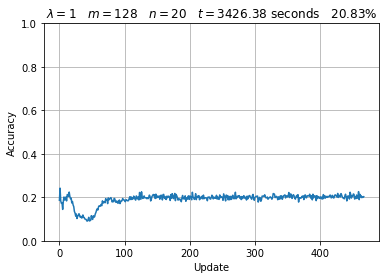 λ = 1 m = 128 n = 20 t = 3426.38 seconds 20.83%
1.0
0.8
0.6
0.4
0.2
0.0
Accuracy
0 100 200 300 400
Update